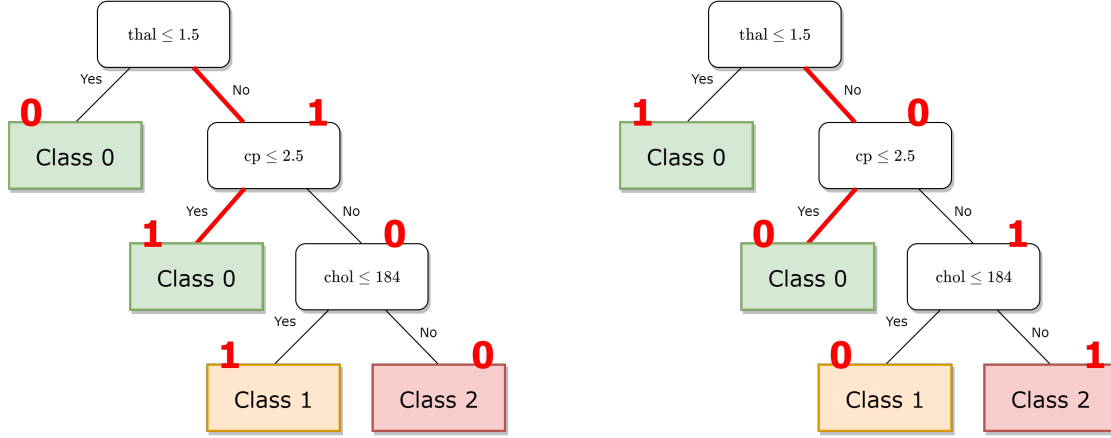 thal ≤ 1.5
Yes
No
0
1
Class 0
cp ≤ 2.5
Yes
No
1
0
Class 0
chol ≤ 184
Yes
No
1
0
Class 1
Class 2
thal ≤ 1.5
Yes
No
1
0
Class 0
cp ≤ 2.5
Yes
No
0
1
Class 0
chol ≤ 184
Yes
No
0
1
Class 1
Class 2